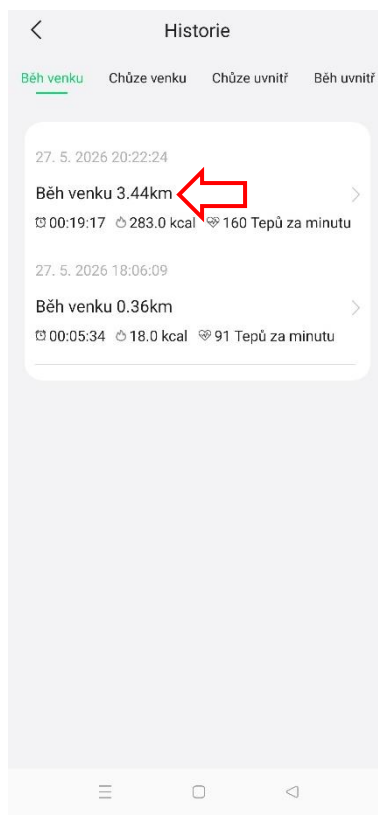 Historie
Běh venku Chůze venku Chůze uvnitř Běh uvnitř
27. 5. 2026 20:22:24
Běh venku 3.44km
00:19:17 283.0 kcal 160 Tepů za minutu
27. 5. 2026 18:06:09
Běh venku 0.36km
00:05:34 18.0 kcal 91 Tepů za minutu